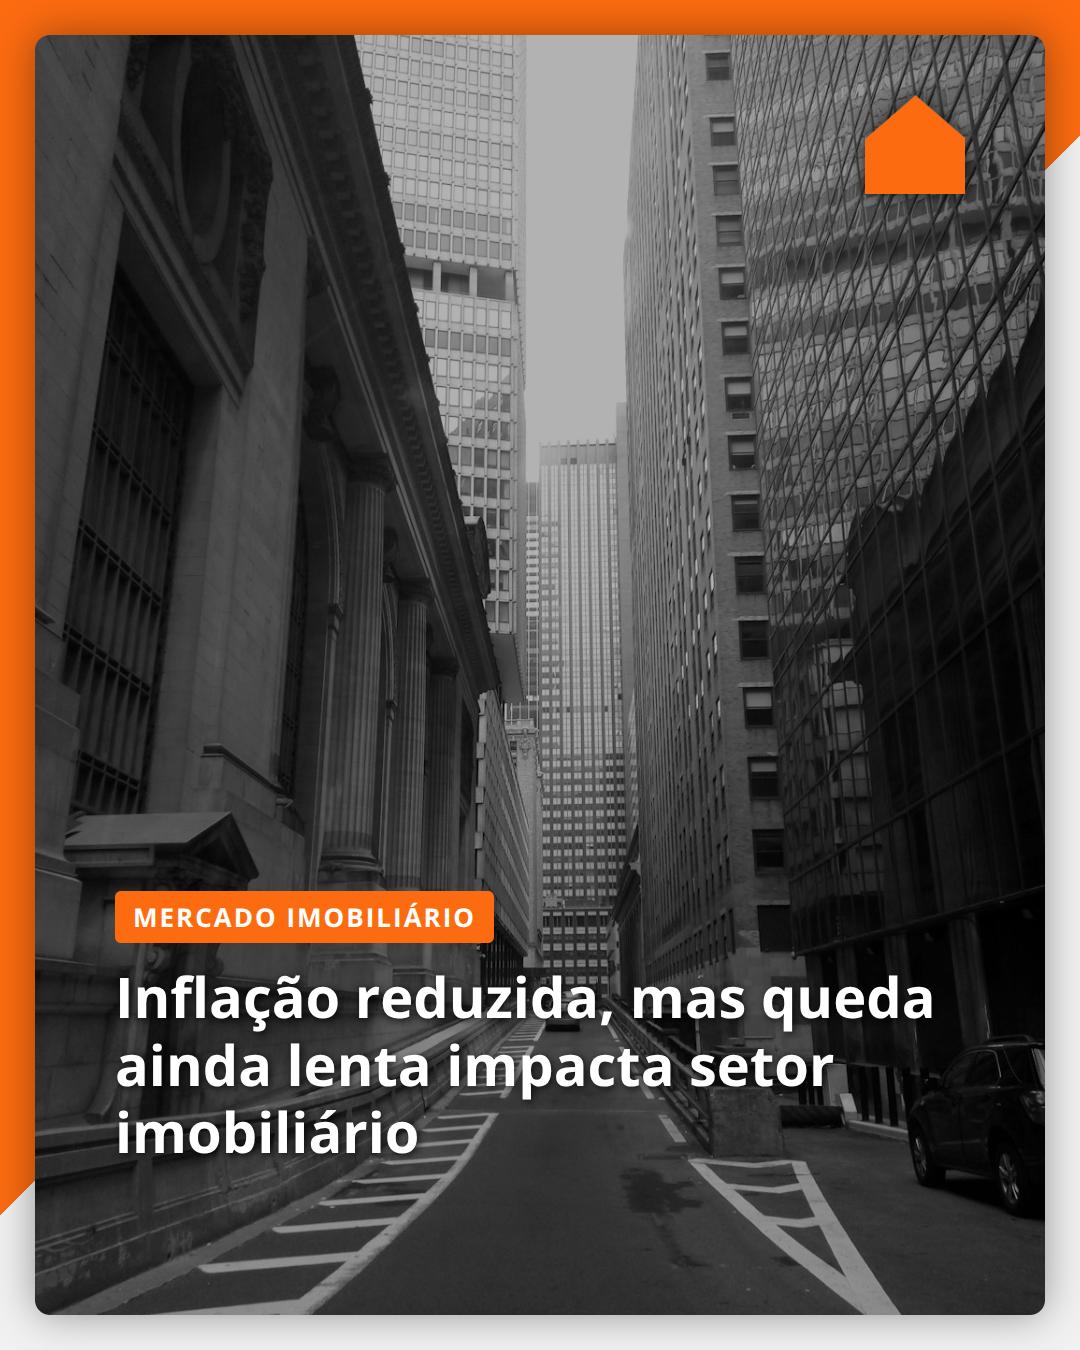 MERCADO IMOBILIÁRIO
Inflação reduzida, mas queda
ainda lenta impacta setor
imobiliário